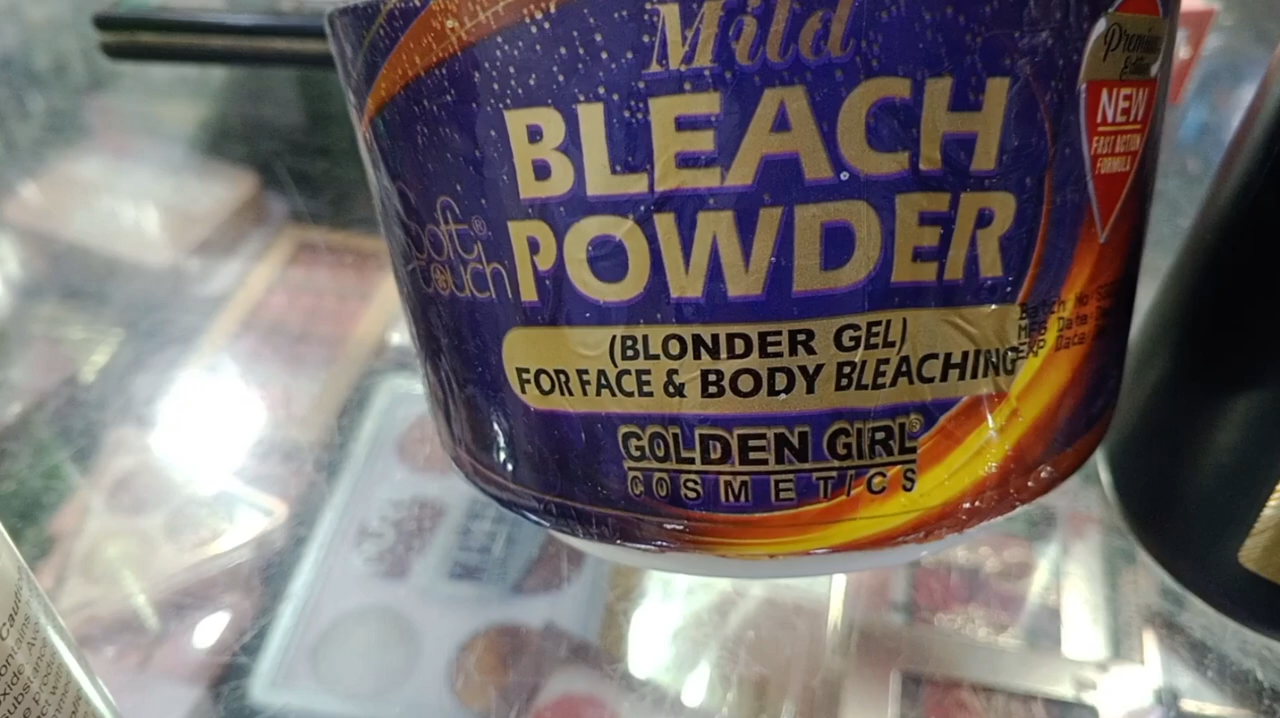 Mild
BLEACH
POWDER
Soft®
touch
(BLONDER GEL)
FOR FACE & BODY BLEACHING
GOLDEN GIRL®
COSMETICS
NEW
FAST ACTION
FORMULA
Batch No
MFG Date
EXP Date